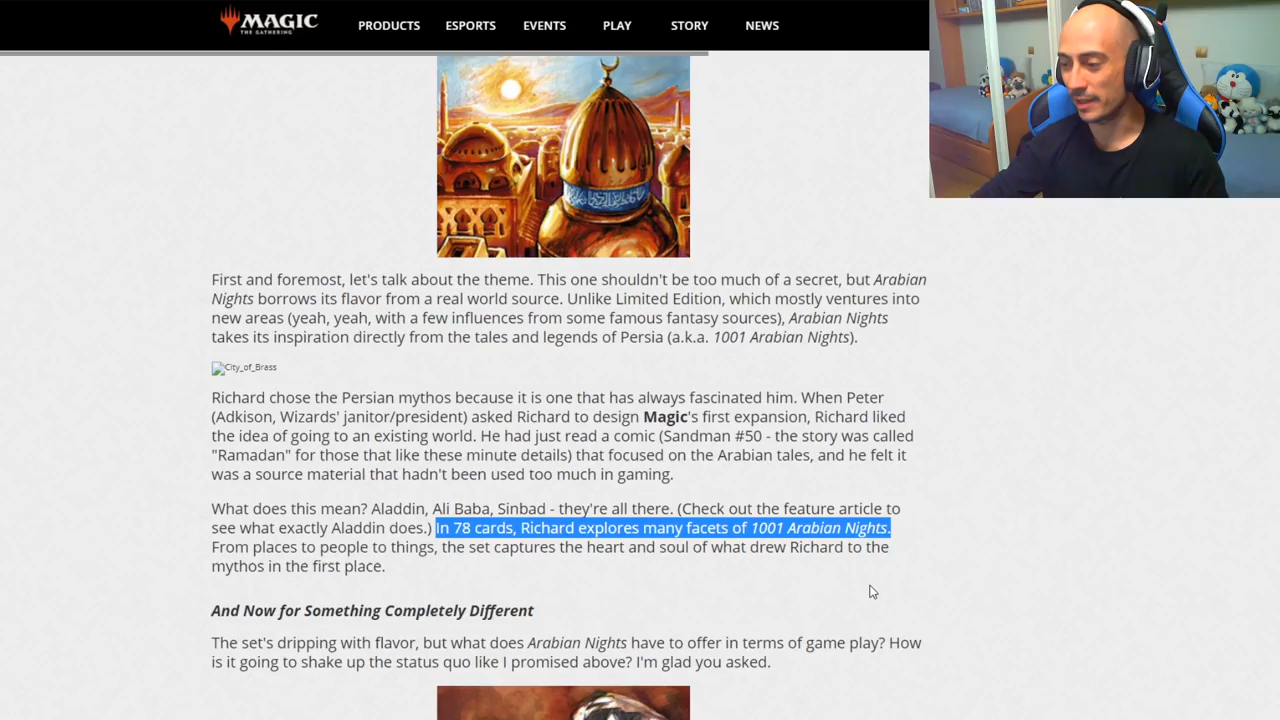 MAGIC
THE GATHERING
PRODUCTS ESPORTS EVENTS PLAY STORY NEWS
First and foremost, let's talk about the theme. This one shouldn't be too much of a secret, but Arabian
Nights borrows its flavor from a real world source. Unlike Limited Edition, which mostly ventures into
new areas (yeah, yeah, with a few influences from some famous fantasy sources), Arabian Nights
takes its inspiration directly from the tales and legends of Persia (a.k.a. 1001 Arabian Nights).
City_of_Brass
Richard chose the Persian mythos because it is one that has always fascinated him. When Peter
(Adkison, Wizards' janitor/president) asked Richard to design Magic's first expansion, Richard liked
the idea of going to an existing world. He had just read a comic (Sandman #50 - the story was called
"Ramadan" for those that like these minute details) that focused on the Arabian tales, and he felt it
was a source material that hadn't been used too much in gaming.
What does this mean? Aladdin, Ali Baba, Sinbad - they're all there. (Check out the feature article to
see what exactly Aladdin does.) In 78 cards, Richard explores many facets of 1001 Arabian Nights.
From places to people to things, the set captures the heart and soul of what drew Richard to the
mythos in the first place.
And Now for Something Completely Different
The set's dripping with flavor, but what does Arabian Nights have to offer in terms of game play? How
is it going to shake up the status quo like I promised above? I'm glad you asked.